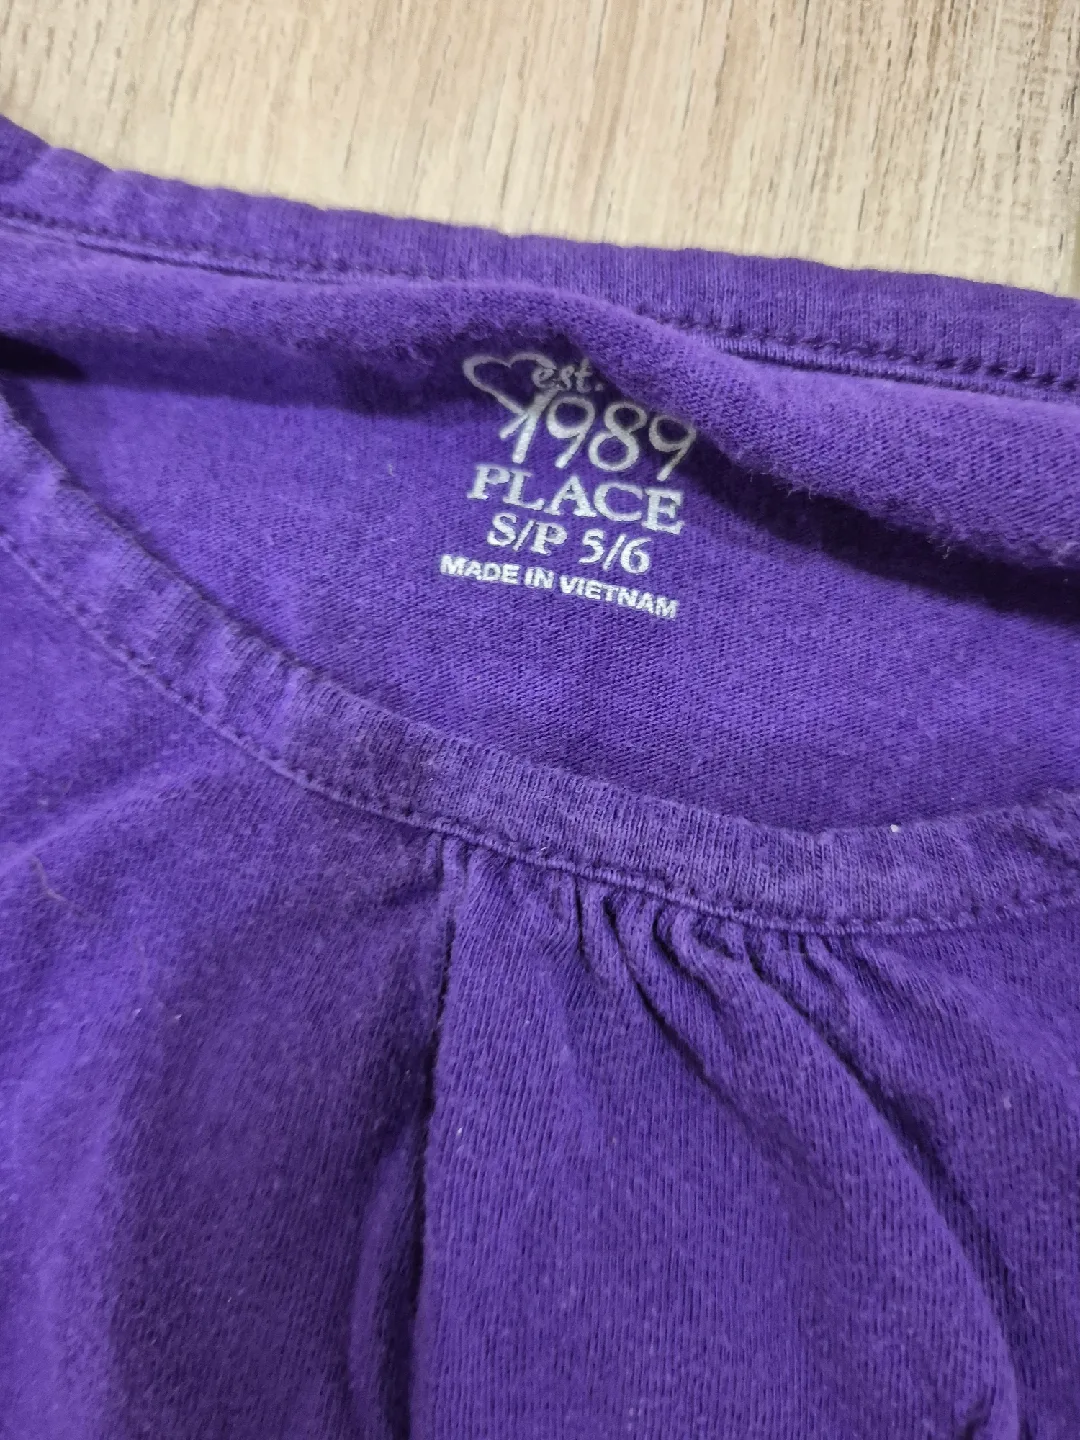 est.
1989
PLACE
S/P 5/6
MADE IN VIETNAM